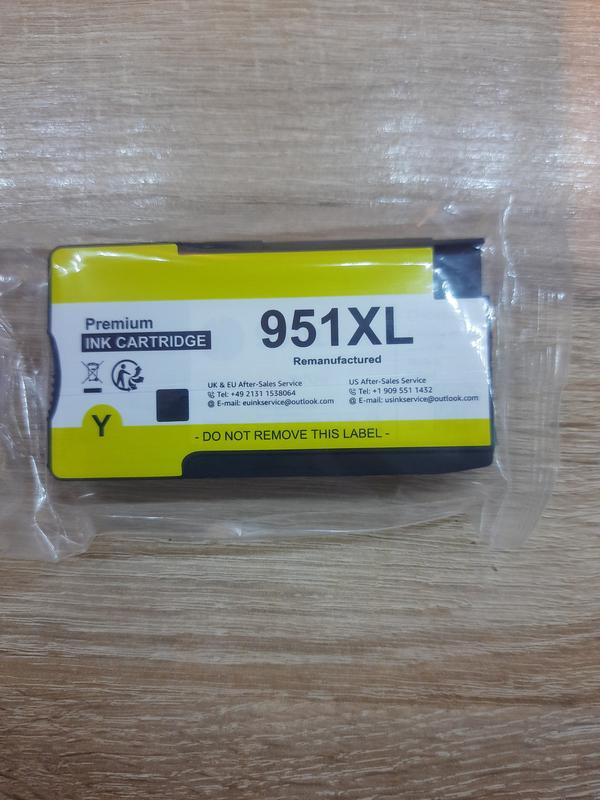 Premium
INK CARTRIDGE
951XL
Remanufactured
UK & EU After-Sales Service
Tel: +49 2131 1538064
E-mail: euinkservice@outlook.com
US After-Sales Service
Tel: +1 909 551 1432
E-mail: usinkservice@outlook.com
Y
- DO NOT REMOVE THIS LABEL -